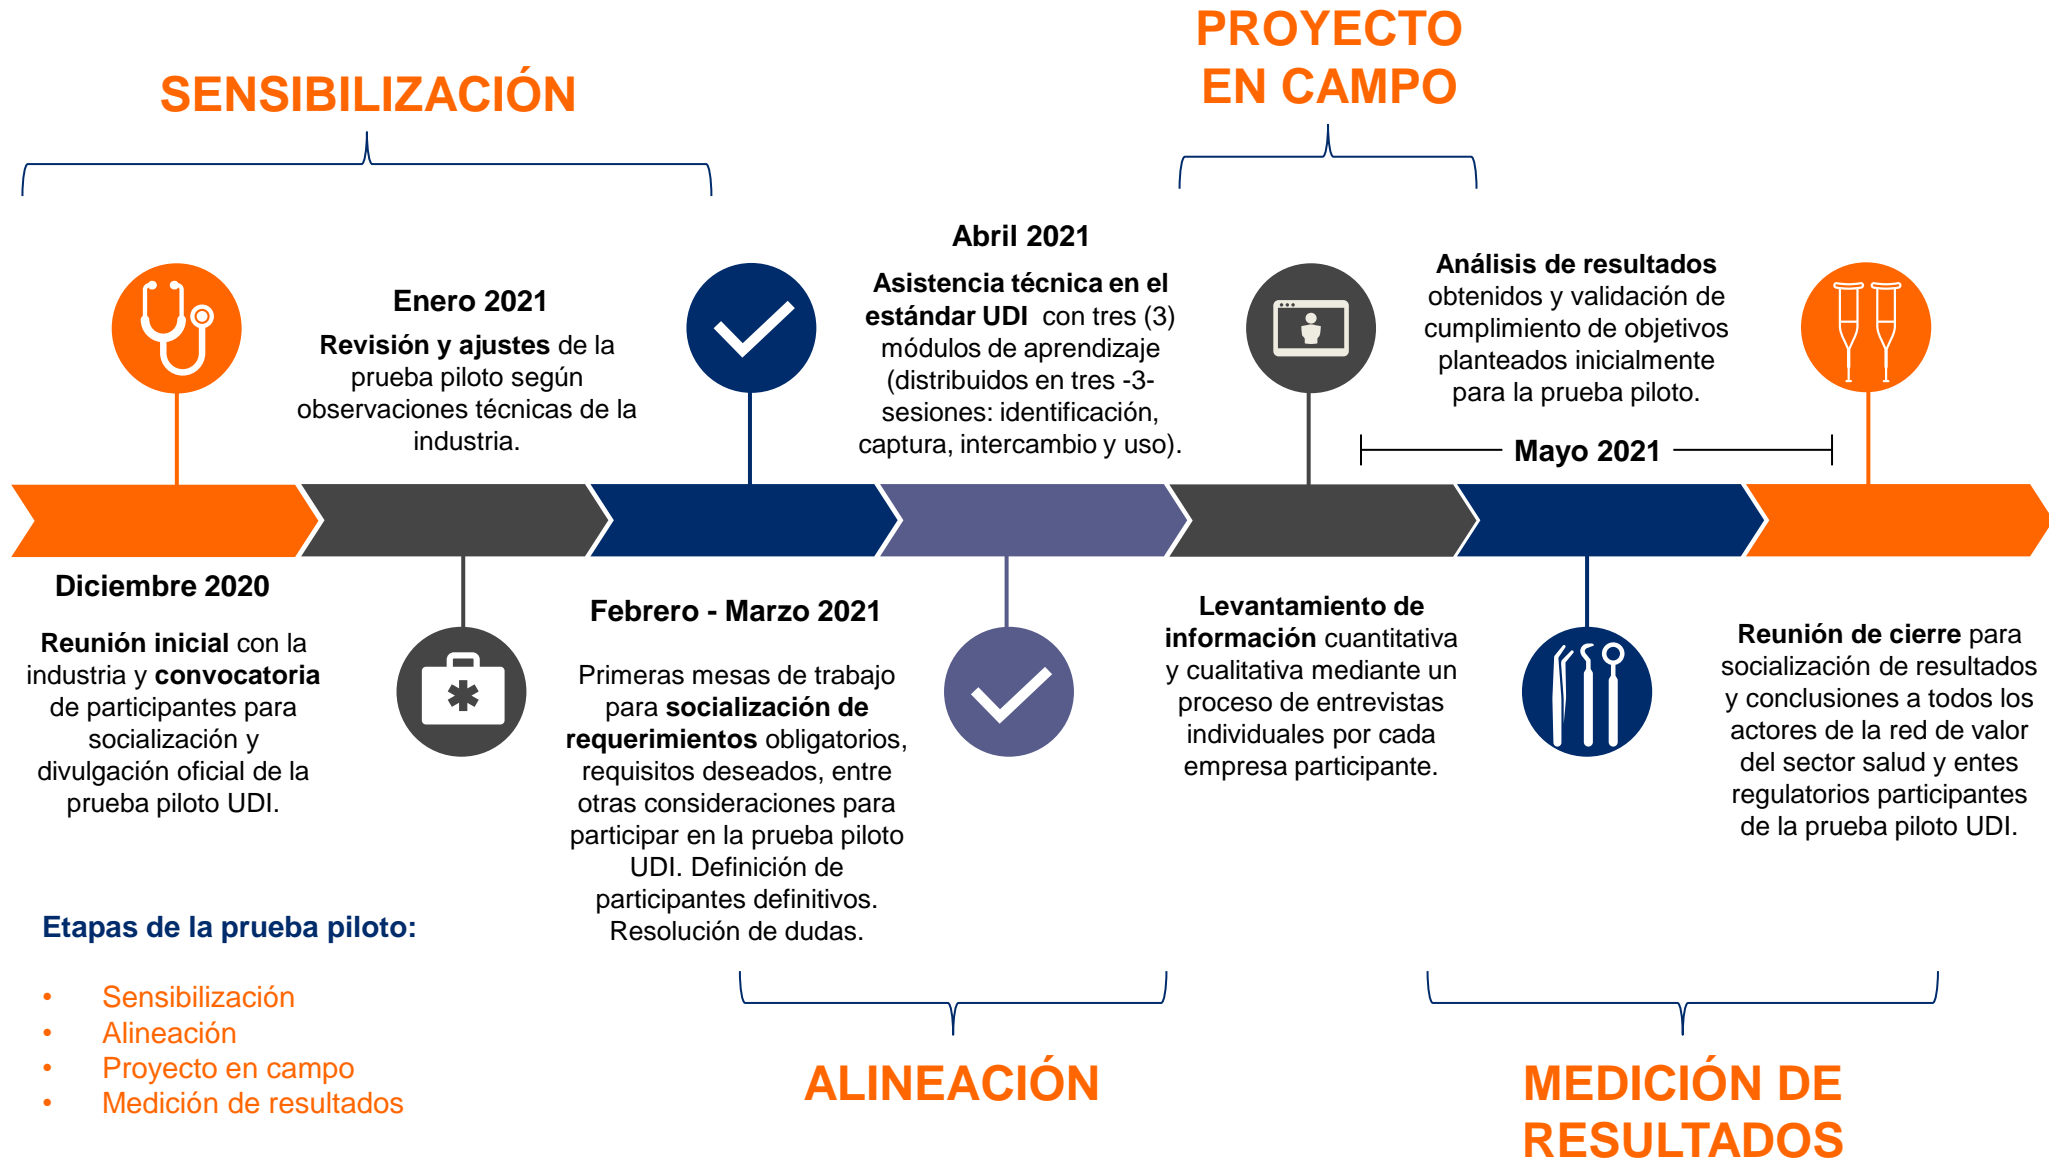 SENSIBILIZACIÓN
PROYECTO
EN CAMPO
Diciembre 2020
Reunión inicial con la
industria y convocatoria
de participantes para
socialización y
divulgación oficial de la
prueba piloto UDI.
Enero 2021
Revisión y ajustes de la
prueba piloto según
observaciones técnicas de la
industria.
Febrero - Marzo 2021
Primeras mesas de trabajo
para socialización de
requerimientos obligatorios,
requisitos deseados, entre
otras consideraciones para
participar en la prueba piloto
UDI. Definición de
participantes definitivos.
Resolución de dudas.
Abril 2021
Asistencia técnica en el
estándar UDI con tres (3)
módulos de aprendizaje
(distribuidos en tres -3-
sesiones: identificación,
captura, intercambio y uso).
Levantamiento de
información cuantitativa
y cualitativa mediante un
proceso de entrevistas
individuales por cada
empresa participante.
Análisis de resultados
obtenidos y validación de
cumplimiento de objetivos
planteados inicialmente
para la prueba piloto.
Mayo 2021
Reunión de cierre para
socialización de resultados
y conclusiones a todos los
actores de la red de valor
del sector salud y entes
regulatorios participantes
de la prueba piloto UDI.
Etapas de la prueba piloto:
• Sensibilización
• Alineación
• Proyecto en campo
• Medición de resultados
ALINEACIÓN
MEDICIÓN DE
RESULTADOS